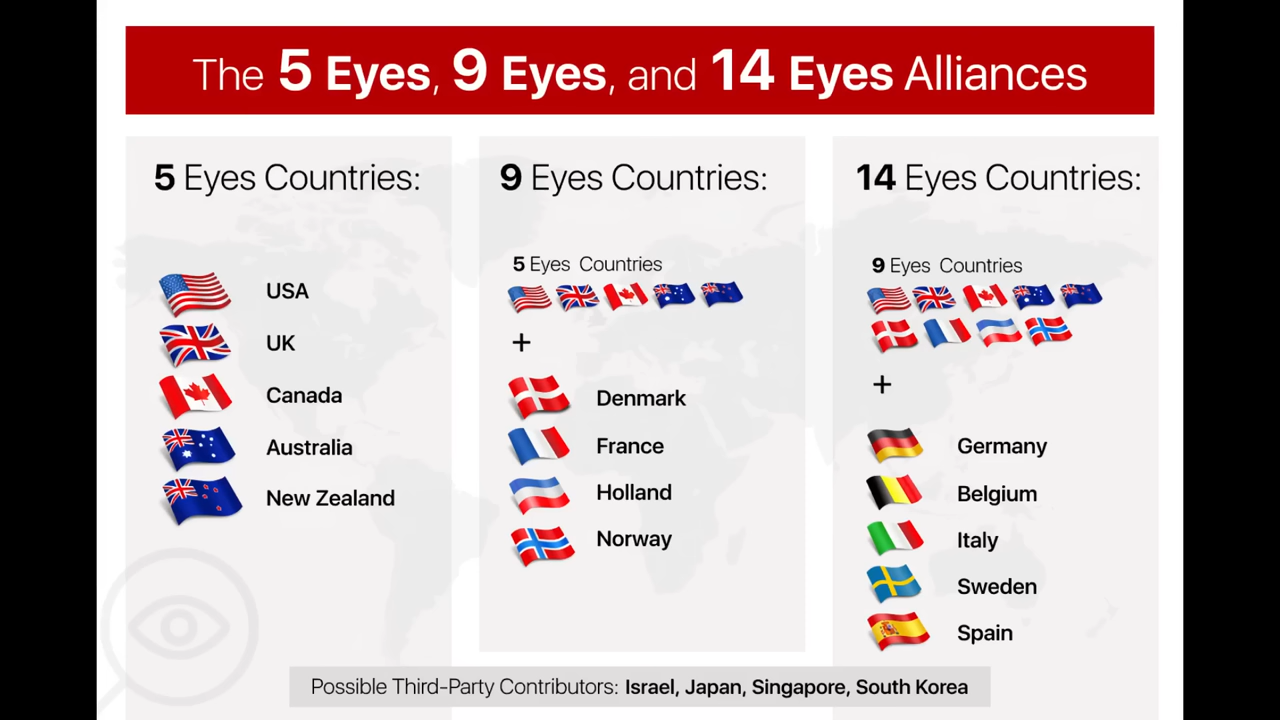 The 5 Eyes, 9 Eyes, and 14 Eyes Alliances
5 Eyes Countries:
USA
UK
Canada
Australia
New Zealand
9 Eyes Countries:
5 Eyes Countries
+
Denmark
France
Holland
Norway
14 Eyes Countries:
9 Eyes Countries
+
Germany
Belgium
Italy
Sweden
Spain
Possible Third-Party Contributors: Israel, Japan, Singapore, South Korea